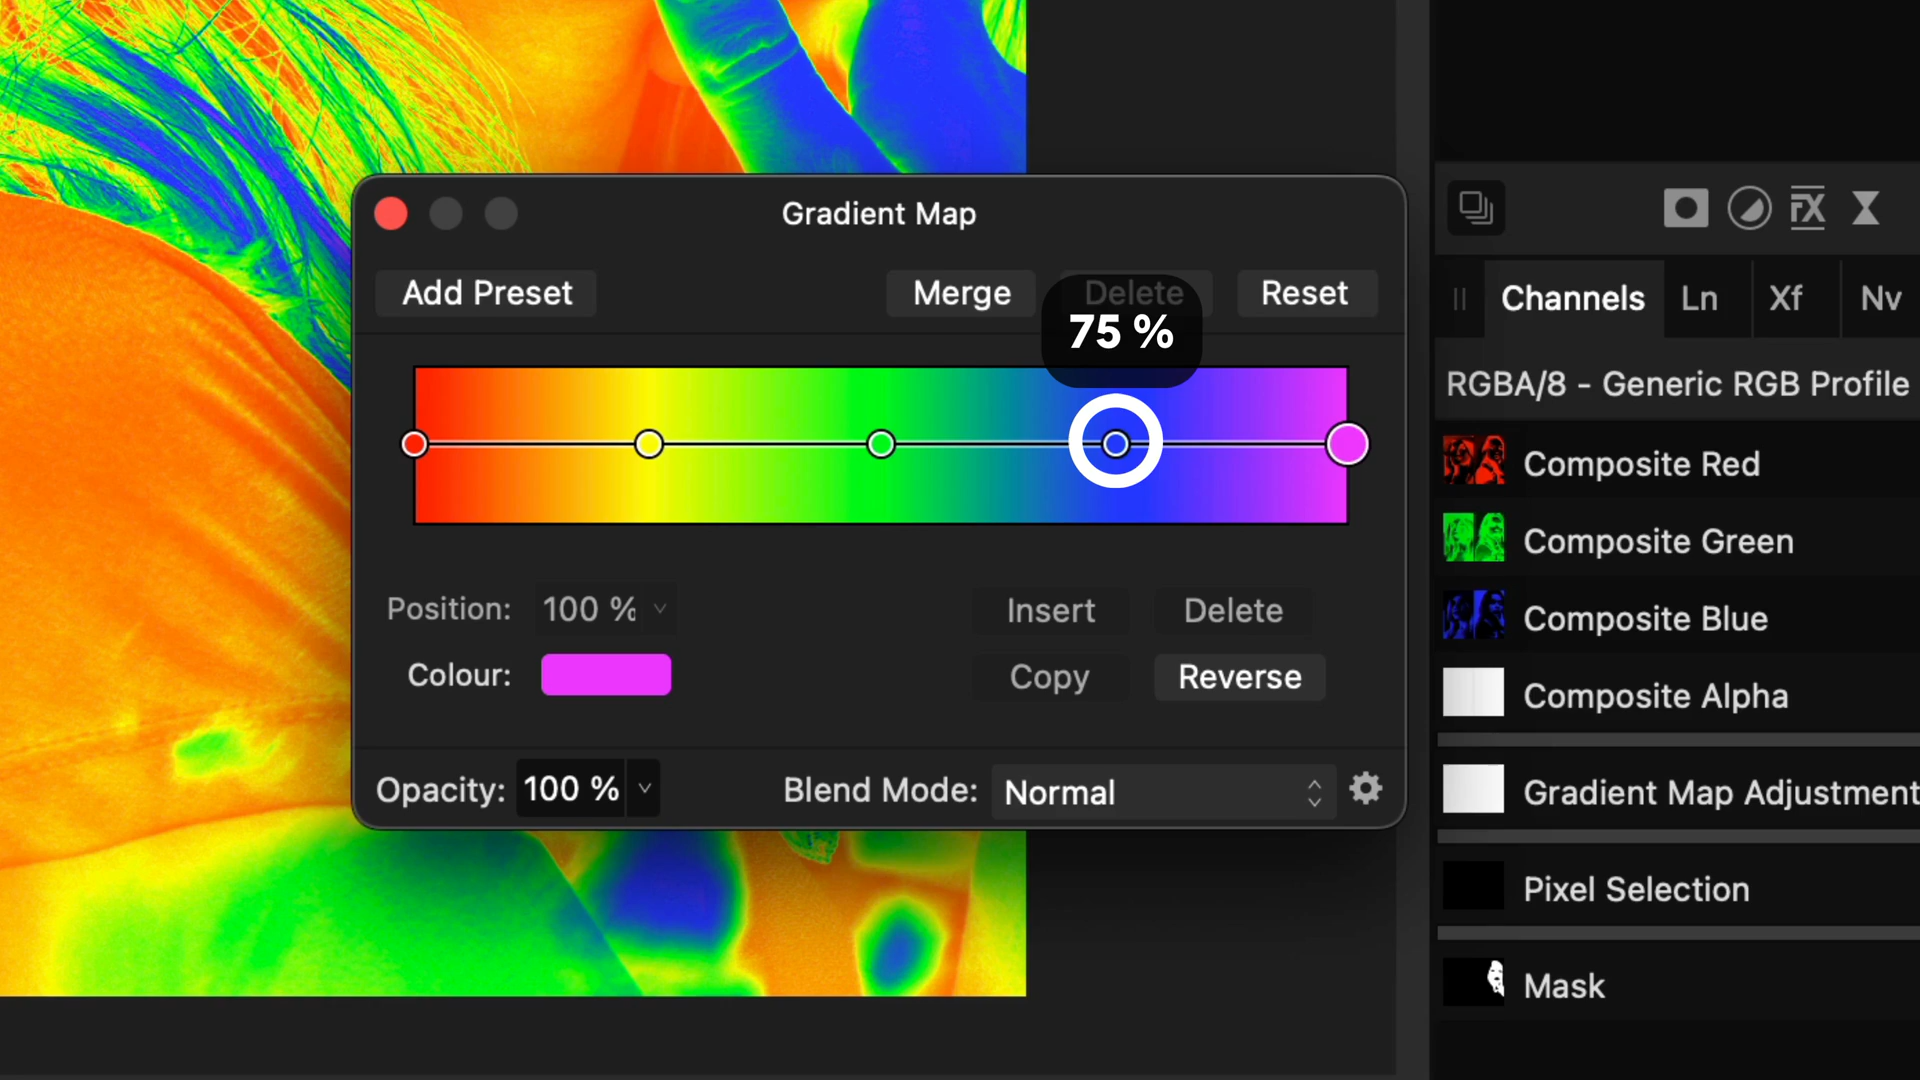 Gradient Map
Add Preset
Merge
Delete
Reset
75 %
Position:
100 %
Insert
Delete
Colour:
Copy
Reverse
Opacity:
100 %
Blend Mode:
Normal
FX
Channels
Ln
Xf
Nv
RGBA/8 - Generic RGB Profile
Composite Red
Composite Green
Composite Blue
Composite Alpha
Gradient Map Adjustment
Pixel Selection
Mask